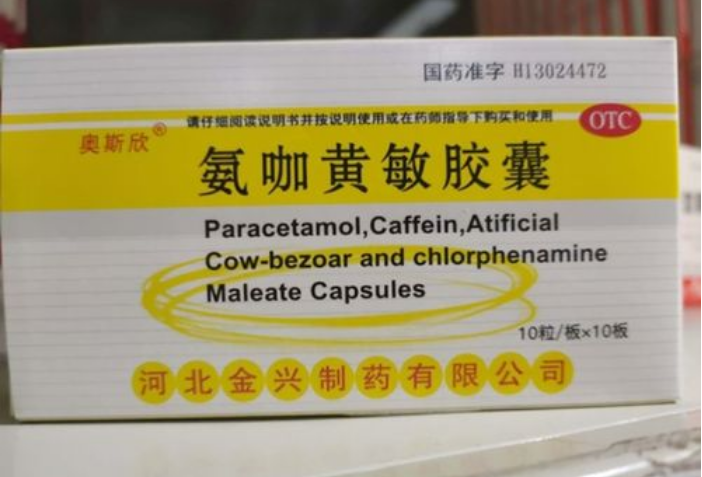 国药准字 H13024472
请仔细阅读说明书并按说明使用或在药师指导下购买和使用
OTC
奥斯欣®
氨咖黄敏胶囊
Paracetamol,Caffein,Atificial
Cow-bezoar and chlorphenamine
Maleate Capsules
10粒/板×10板
河北金兴制药有限公司